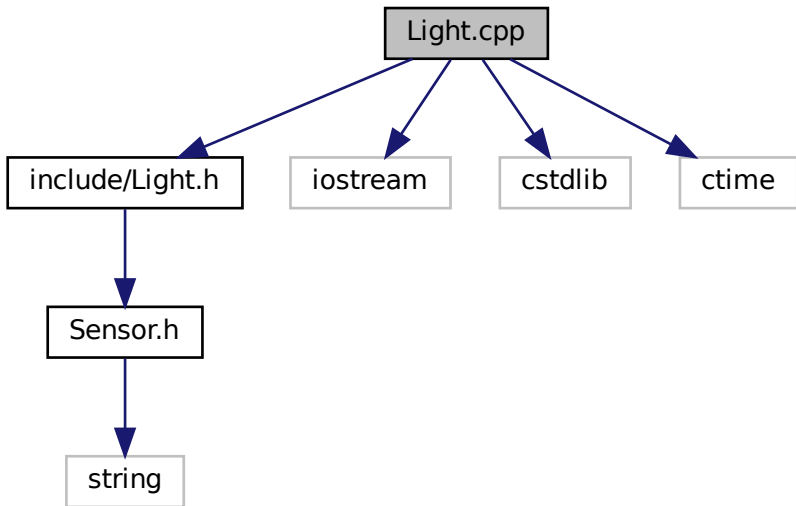 Light.cpp
include/Light.h
iostream
cstdlib
ctime
Sensor.h
string